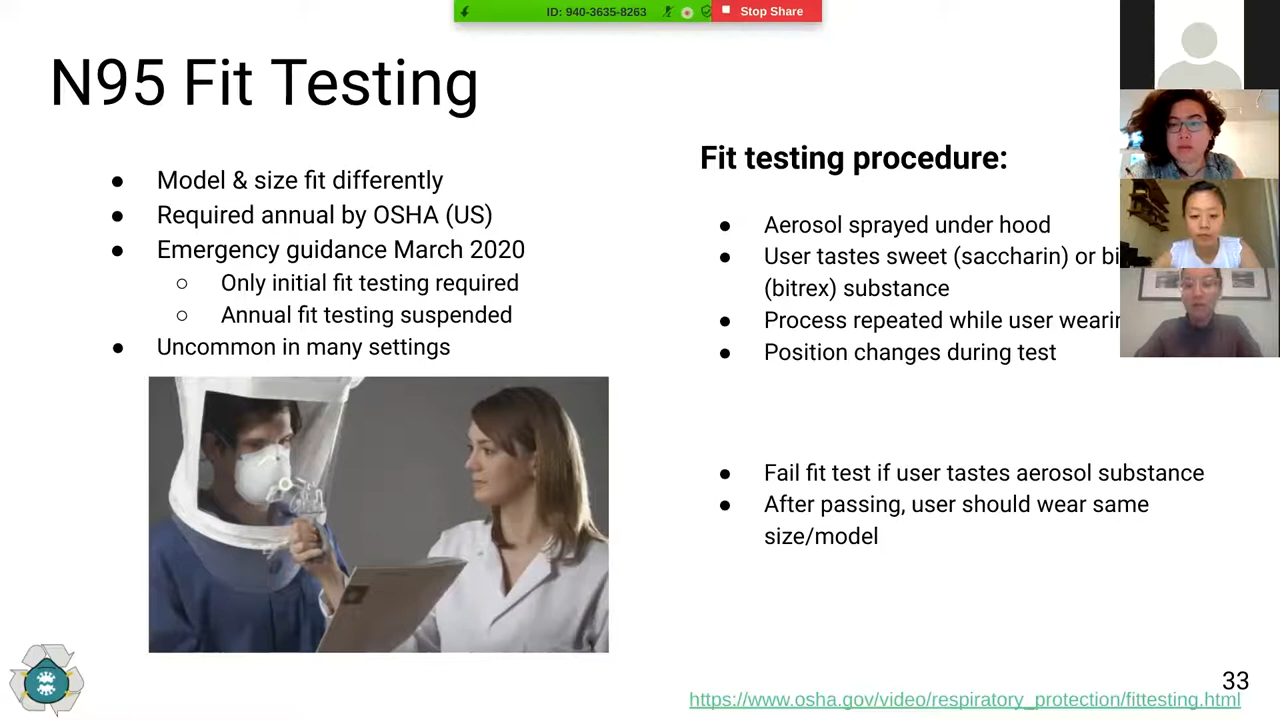 ID: 940-3635-8263
Stop Share
N95 Fit Testing
● Model & size fit differently
● Required annual by OSHA (US)
● Emergency guidance March 2020
○ Only initial fit testing required
○ Annual fit testing suspended
● Uncommon in many settings
Fit testing procedure:
● Aerosol sprayed under hood
● User tastes sweet (saccharin) or
(bitrex) substance
● Process repeated while user
● Position changes during test
● Fail fit test if user tastes aerosol substance
● After passing, user should wear same
size/model
33
https://www.osha.gov/video/respiratory_protection/fittesting.html